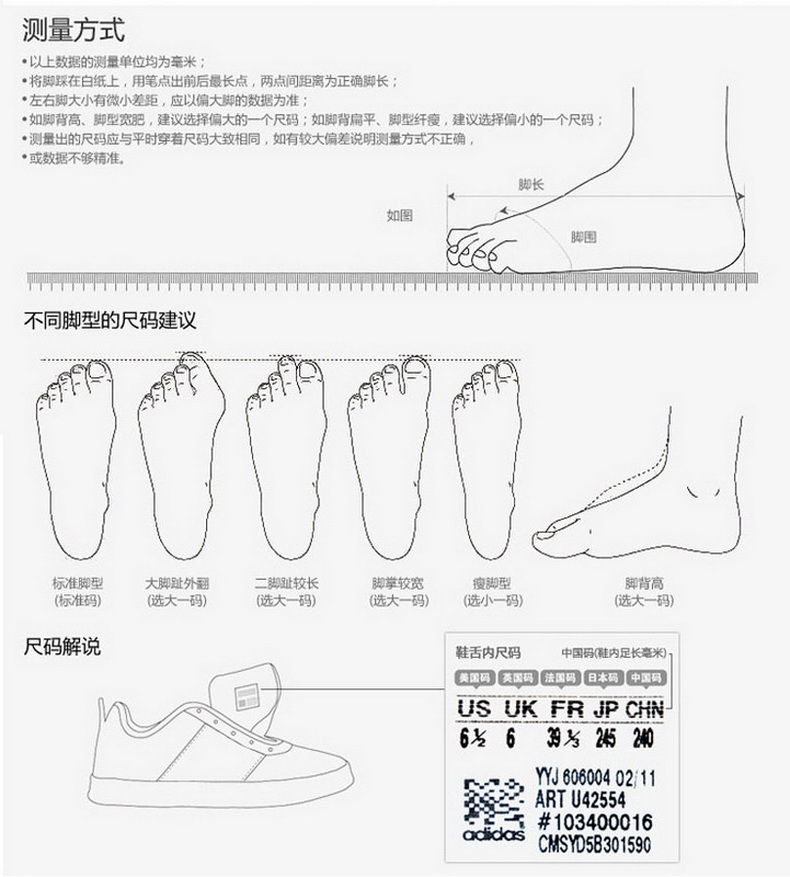 测量方式
•以上数据的测量单位均为毫米；
•将脚踩在白纸上，用笔点出前后最长点，两点间距离为正确脚长；
•左右脚大小有微小差距，应以偏大脚的数据为准；
•如脚背高、脚型宽肥，建议选择偏大的一个尺码；如脚背扁平、脚型纤瘦，建议选择偏小的一个尺码；
•测量出的尺码应与平时穿着尺码大致相同，如有较大偏差说明测量方式不正确，
•或数据不够精准。
脚长
如图
脚围
不同脚型的尺码建议
标准脚型 大脚趾外翻 二脚趾较长 脚掌较宽 瘦脚型 脚背高
(标准码) (选大一码) (选大一码) (选大一码) (选小一码) (选大一码)
尺码解说
鞋舌内尺码 中国码(鞋内足长毫米)
美国码 英国码 法国码 日本码 中国码
US UK FR JP CHN
6½ 6 39⅓ 245 240
YYJ 606004 02/11
ART U42554
#103400016
CMSYD5B301590
adidas